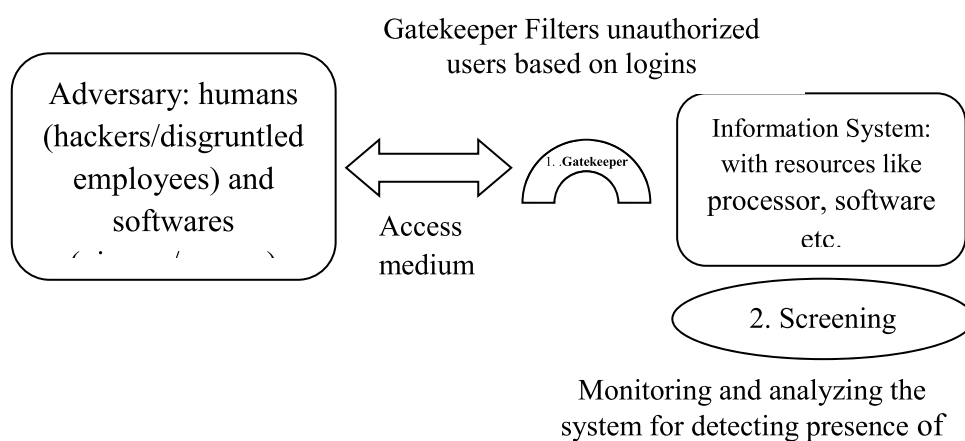 Gatekeeper Filters unauthorized
users based on logins
Adversary: humans
(hackers/disgruntled
employees) and
softwares
Access
medium
1. .Gatekeeper
Information System:
with resources like
processor, software
etc.
2. Screening
Monitoring and analyzing the
system for detecting presence of